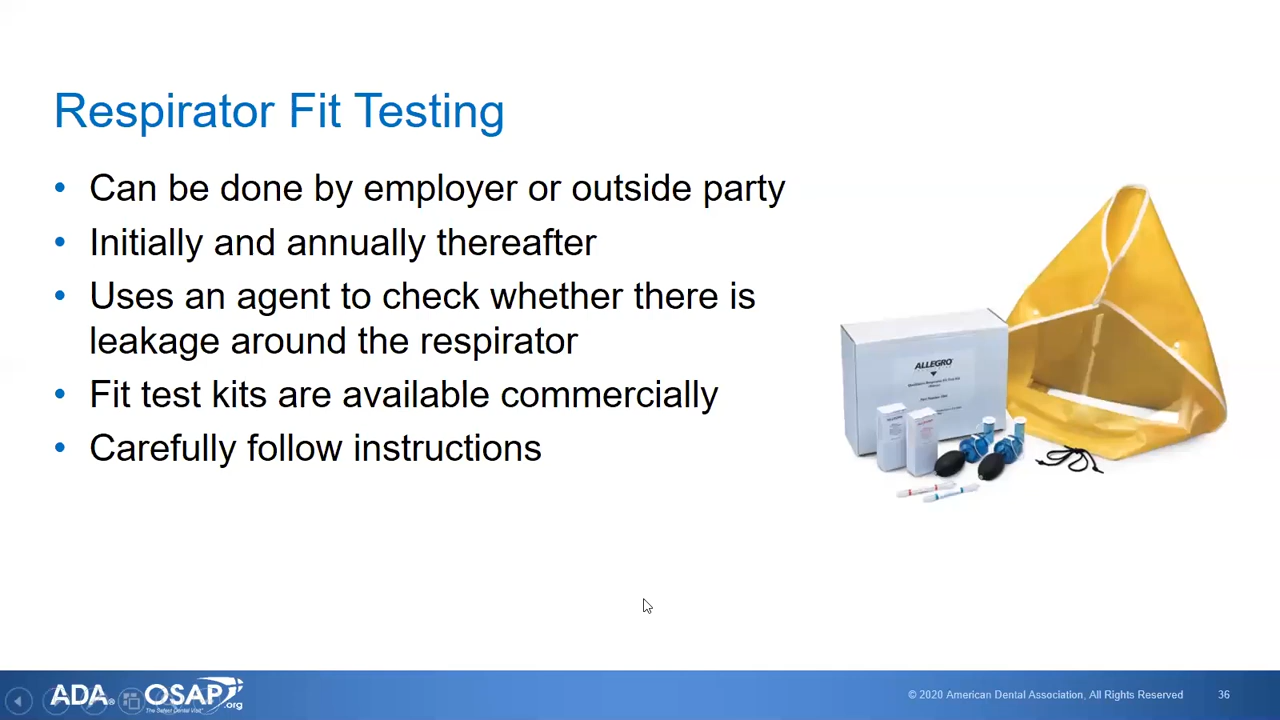 Respirator Fit Testing
• Can be done by employer or outside party
• Initially and annually thereafter
• Uses an agent to check whether there is
leakage around the respirator
• Fit test kits are available commercially
• Carefully follow instructions
ALLEGRO
ADA®
OSAP.org
The Safest Dental Visit™
© 2020 American Dental Association, All Rights Reserved
36